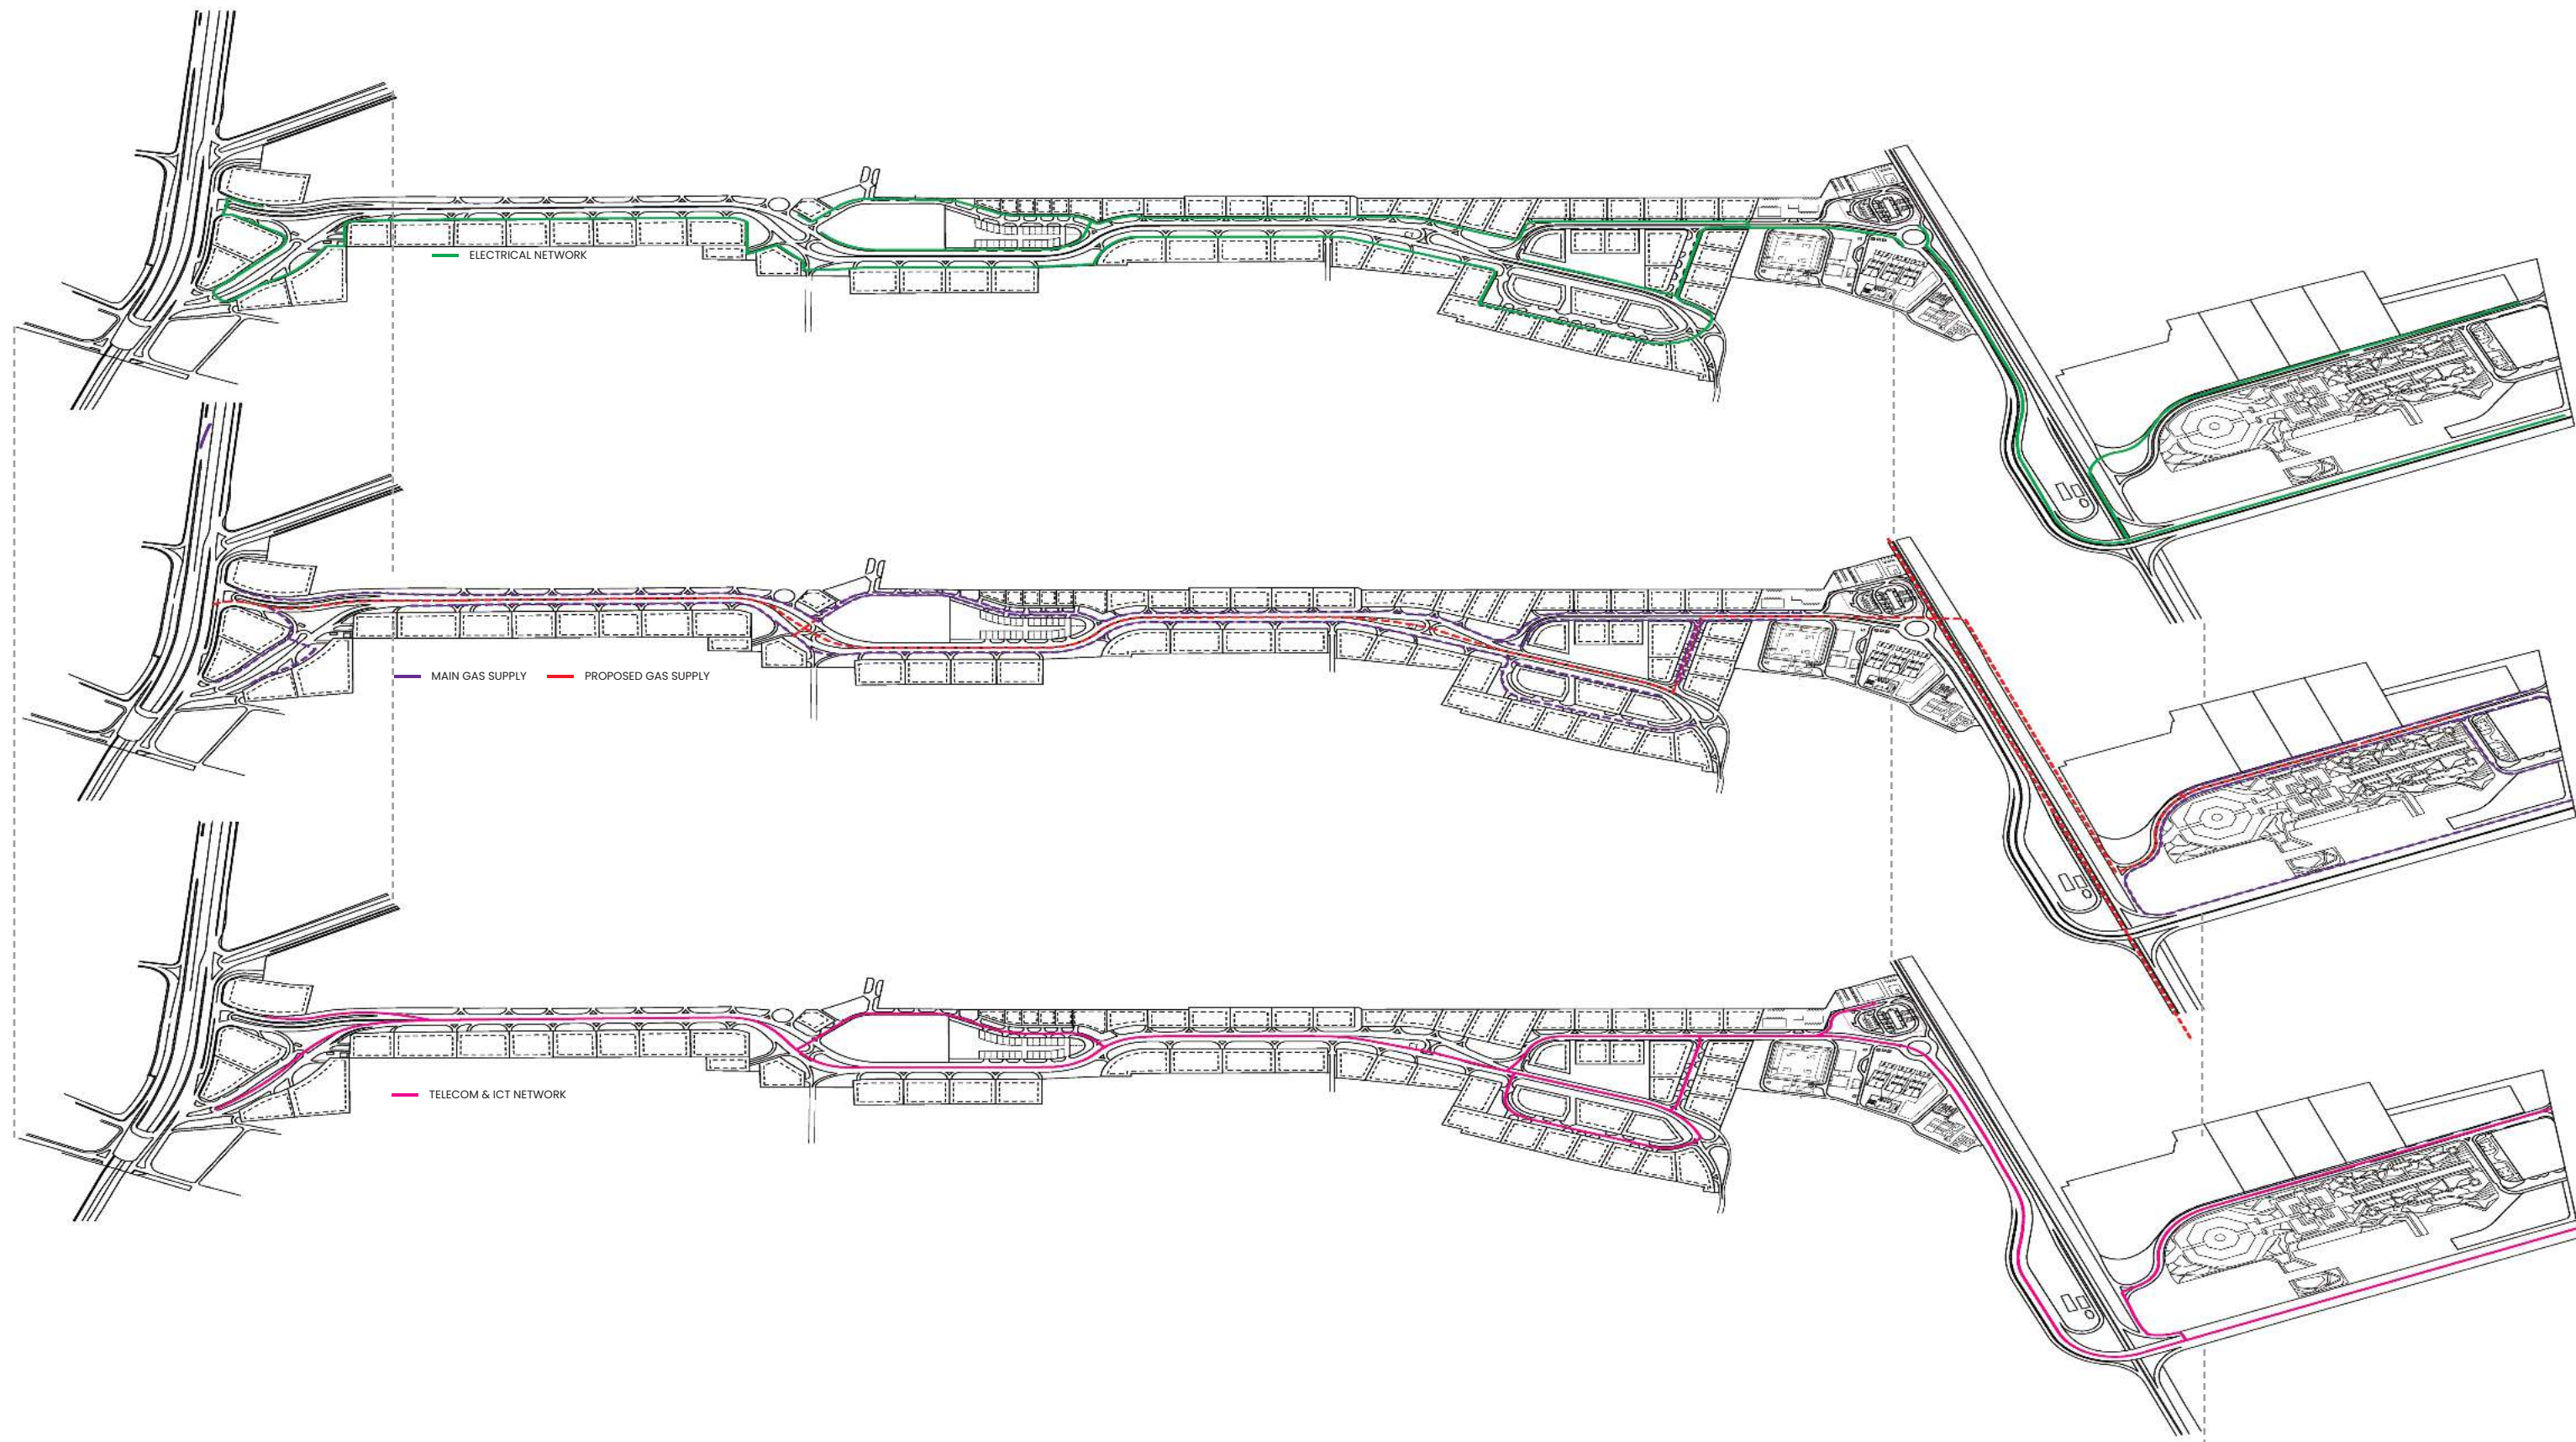 ELECTRICAL NETWORK
MAIN GAS SUPPLY PROPOSED GAS SUPPLY
TELECOM & ICT NETWORK